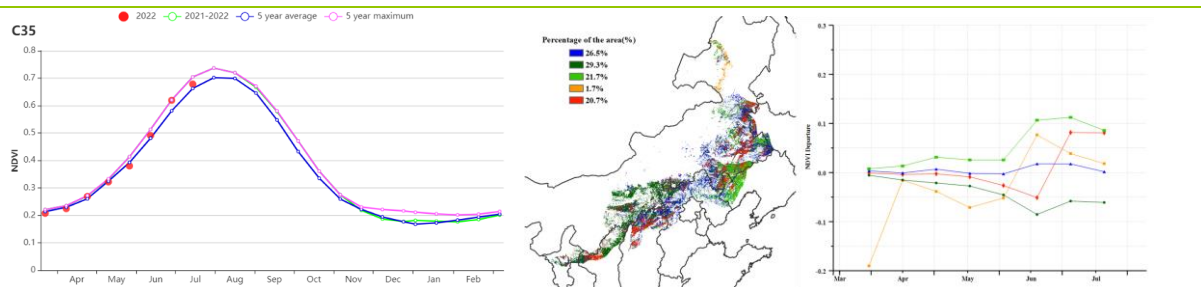 2022 2021-2022 5 year average 5 year maximum
C35
NDVI
0.8
0.7
0.6
0.5
0.4
0.3
0.2
0.1
0
Apr May Jun Jul Aug Sep Oct Nov Dec Jan Feb
Percentage of the area(%)
26.5%
29.3%
21.7%
1.7%
20.7%
NDVI Departure
0.3
0.2
0.1
0.0
-0.1
-0.2
Mar Apr May Jun Jul